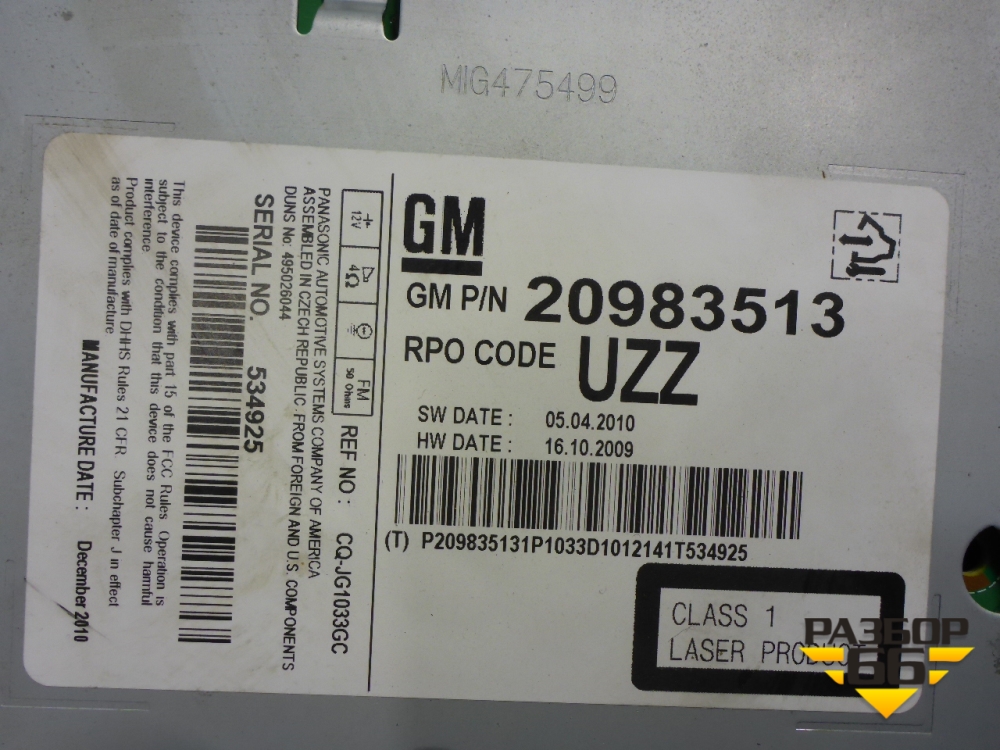 MIG475499
GM
GM P/N 20983513
RPO CODE UZZ
SW DATE : 05.04.2010
HW DATE : 16.10.2009
(T) P209835131P1033D1012141T534925
CLASS 1
LASER PRODUCT
+ 12V
4Ω
FM
50 Ohms
REF NO : CQ-JG1033GC
PANASONIC AUTOMOTIVE SYSTEMS COMPANY OF AMERICA
ASSEMBLED IN CZECH REPUBLIC - FROM FOREIGN AND U.S. COMPONENTS
DUNS No: 495026044
SERIAL NO. 534925
This device complies with part 15 of the FCC Rules Operation is
subject to the condition that this device does not cause harmful
interference
Product complies with DHHS Rules 21 CFR Subchapter J in effect
as of date of manufacture
MANUFACTURE DATE : December 2010
РАЗБОР
66